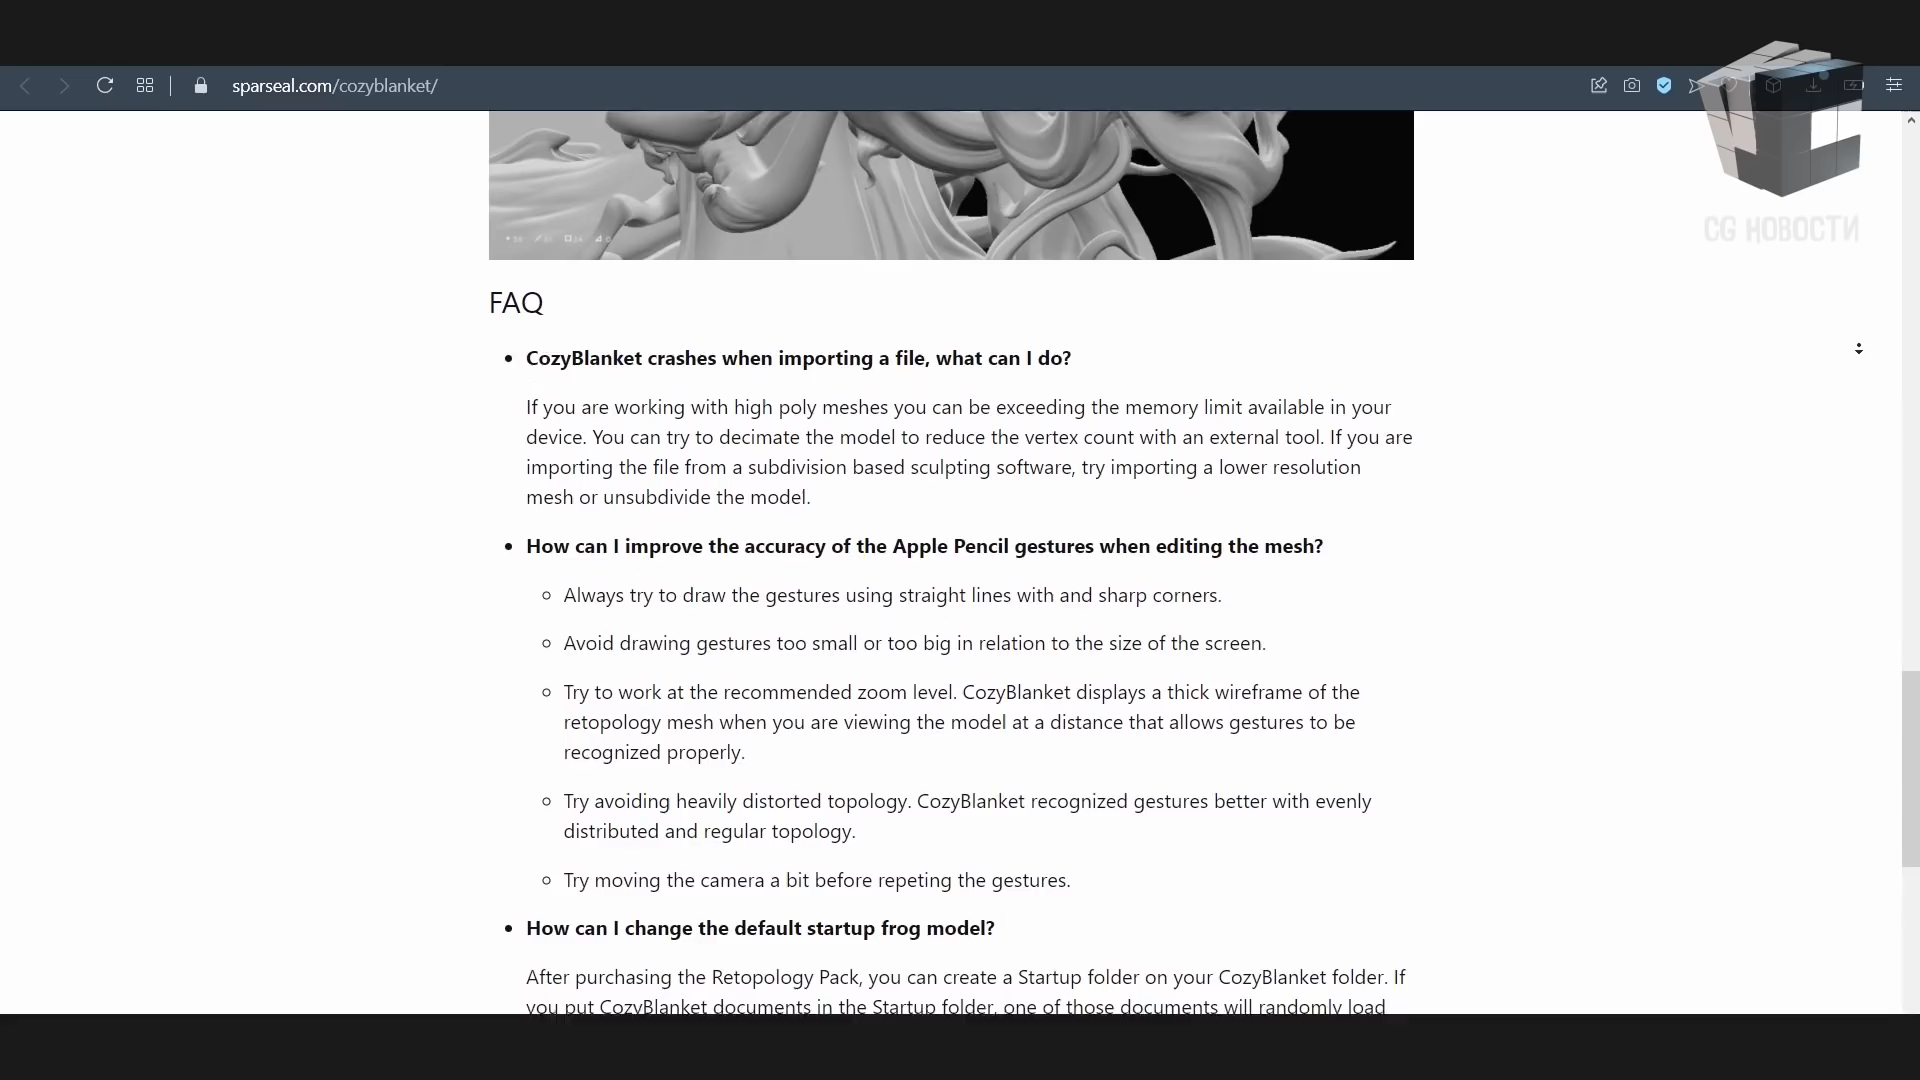 sparseal.com/cozyblanket/
CG НОВОСТИ
FAQ
CozyBlanket crashes when importing a file, what can I do?
If you are working with high poly meshes you can be exceeding the memory limit available in your
device. You can try to decimate the model to reduce the vertex count with an external tool. If you are
importing the file from a subdivision based sculpting software, try importing a lower resolution
mesh or unsubdivide the model.
How can I improve the accuracy of the Apple Pencil gestures when editing the mesh?
Always try to draw the gestures using straight lines with and sharp corners.
Avoid drawing gestures too small or too big in relation to the size of the screen.
Try to work at the recommended zoom level. CozyBlanket displays a thick wireframe of the
retopology mesh when you are viewing the model at a distance that allows gestures to be
recognized properly.
Try avoiding heavily distorted topology. CozyBlanket recognized gestures better with evenly
distributed and regular topology.
Try moving the camera a bit before repeting the gestures.
How can I change the default startup frog model?
After purchasing the Retopology Pack, you can create a Startup folder on your CozyBlanket folder. If
you put CozyBlanket documents in the Startup folder, one of those documents will randomly load